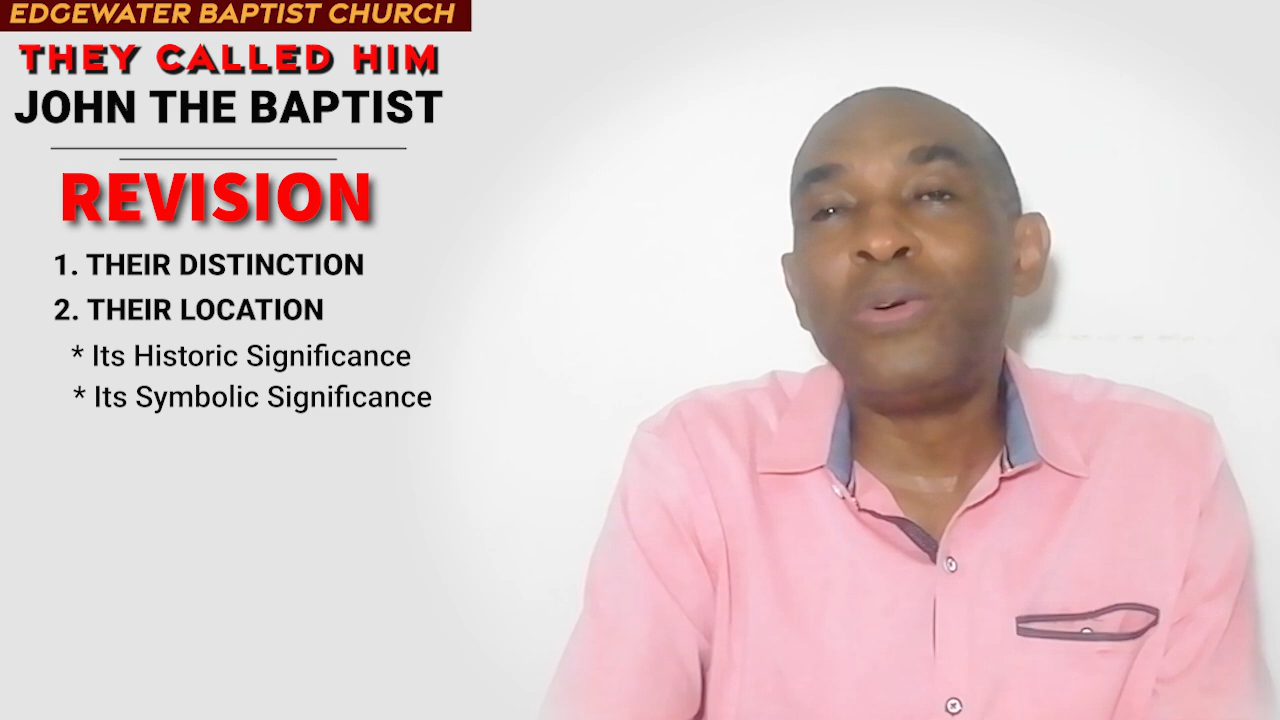 EDGEWATER BAPTIST CHURCH
THEY CALLED HIM
JOHN THE BAPTIST
REVISION
1. THEIR DISTINCTION
2. THEIR LOCATION
* Its Historic Significance
* Its Symbolic Significance